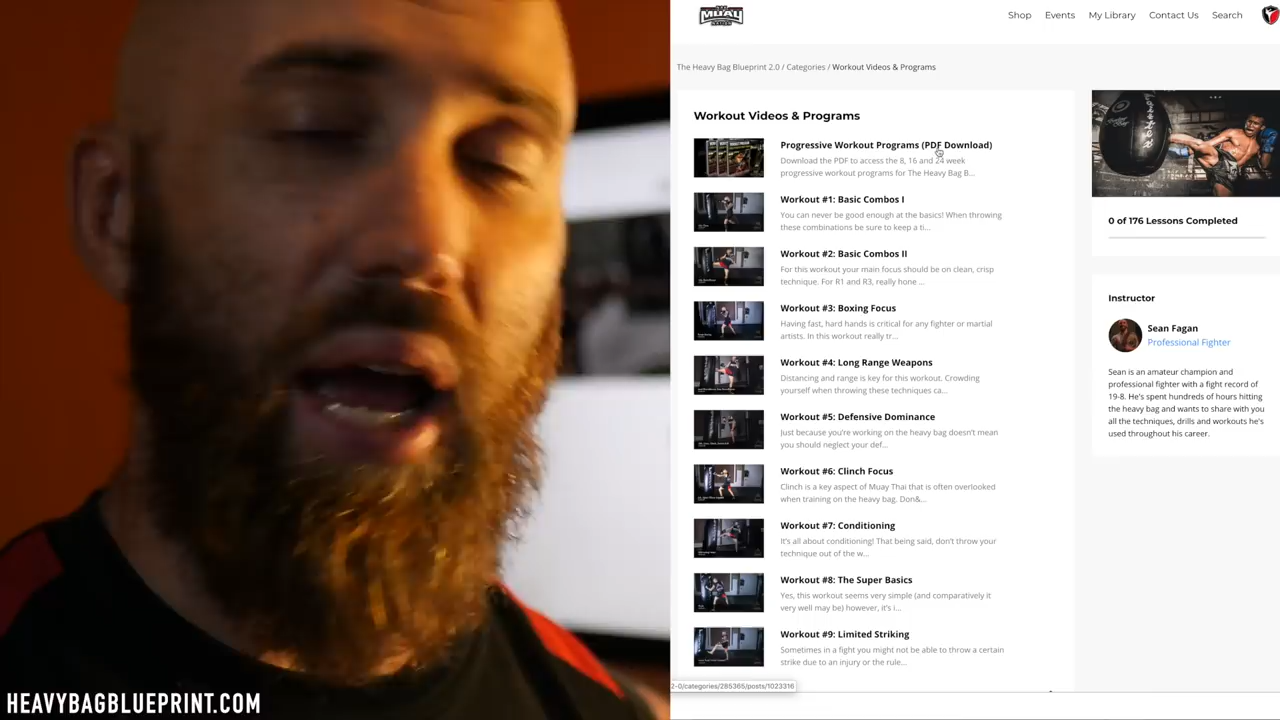 MUAY
Shop
Events
My Library
Contact Us
Search
The Heavy Bag Blueprint 2.0 / Categories / Workout Videos & Programs
Workout Videos & Programs
Progressive Workout Programs (PDF Download)
Download the PDF to access the 8, 16 and 24 week
progressive workout programs for The Heavy Bag B...
Workout #1: Basic Combos I
You can never be good enough at the basics! When throwing
these combinations be sure to keep a ti...
Workout #2: Basic Combos II
For this workout your main focus should be on clean, crisp
technique. For R1 and R3, really hone ...
Workout #3: Boxing Focus
Having fast, hard hands is critical for any fighter or martial
artists. In this workout really tr...
Workout #4: Long Range Weapons
Distancing and range is key for this workout. Crowding
yourself when throwing these techniques ca...
Workout #5: Defensive Dominance
Just because you're working on the heavy bag doesn't mean
you should neglect your def...
Workout #6: Clinch Focus
Clinch is a key aspect of Muay Thai that is often overlooked
when training on the heavy bag. Don&...
Workout #7: Conditioning
It's all about conditioning! That being said, don't throw your
technique out of the w...
Workout #8: The Super Basics
Yes, this workout seems very simple (and comparatively it
very well may be) however, it's i...
Workout #9: Limited Striking
Sometimes in a fight you might not be able to throw a certain
strike due to an injury or the rule...
0 of 176 Lessons Completed
Instructor
Sean Fagan
Professional Fighter
Sean is an amateur champion and
professional fighter with a fight record of
19-8. He's spent hundreds of hours hitting
the heavy bag and wants to share with you
all the techniques, drills and workouts he's
used throughout his career.
2-0/categories/285365/posts/1023316
HEAVYBAGBLUEPRINT.COM